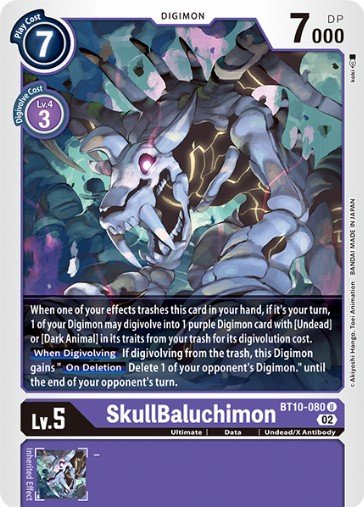 Play Cost
7
DIGIMON
7000
DP
Digivolve Cost
Lv.4
3
koki
© Akiyoshi Hongo, Toei Animation BANDAI MADE IN JAPAN
When one of your effects trashes this card in your hand, if it's your turn,
1 of your Digimon may digivolve into 1 purple Digimon card with [Undead]
or [Dark Animal] in its traits from your trash for its digivolution cost.
When Digivolving If digivolving from the trash, this Digimon
gains " On Deletion Delete 1 of your opponent's Digimon." until
the end of your opponent's turn.
Lv.5
SkullBaluchimon
BT10-080 U
02
Ultimate | Data | Undead/X Antibody
Inherited Effect
-